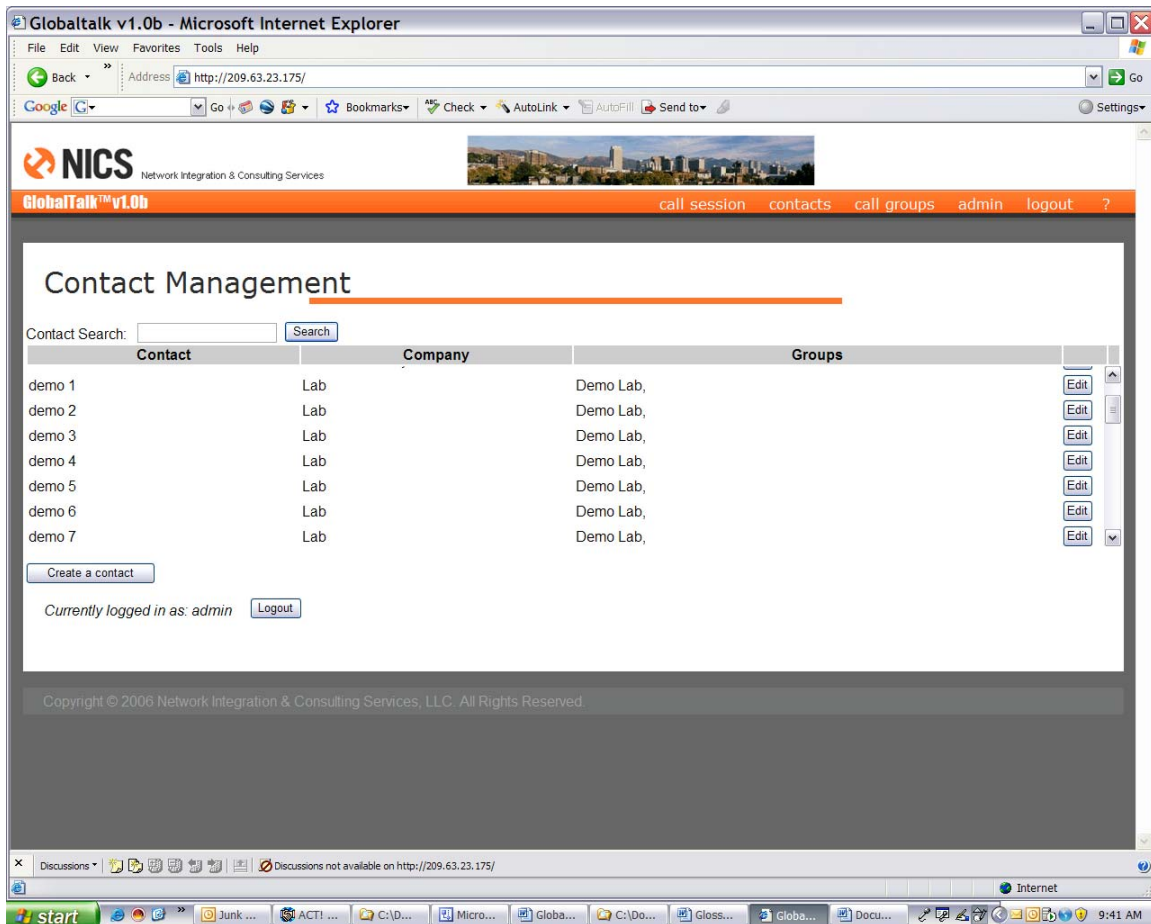 Globaltalk v1.0b - Microsoft Internet Explorer
File Edit View Favorites Tools Help
Back » Address http://209.63.23.175/ Go
Google G Go Bookmarks ABC Check AutoLink AutoFill Send to Settings
NICS Network Integration & Consulting Services
GlobalTalk™v1.0b call session contacts call groups admin logout ?
Contact Management
Contact Search: Search
Contact Company Groups
demo 1 Lab Demo Lab, Edit
demo 2 Lab Demo Lab, Edit
demo 3 Lab Demo Lab, Edit
demo 4 Lab Demo Lab, Edit
demo 5 Lab Demo Lab, Edit
demo 6 Lab Demo Lab, Edit
demo 7 Lab Demo Lab, Edit
Create a contact
Currently logged in as: admin Logout
Copyright © 2006 Network Integration & Consulting Services, LLC. All Rights Reserved.
x Discussions Discussions not available on http://209.63.23.175/
Internet
start » Junk ... ACT! ... C:\D... Micro... Globa... C:\Do... Gloss... Globa... Docu... 9:41 AM